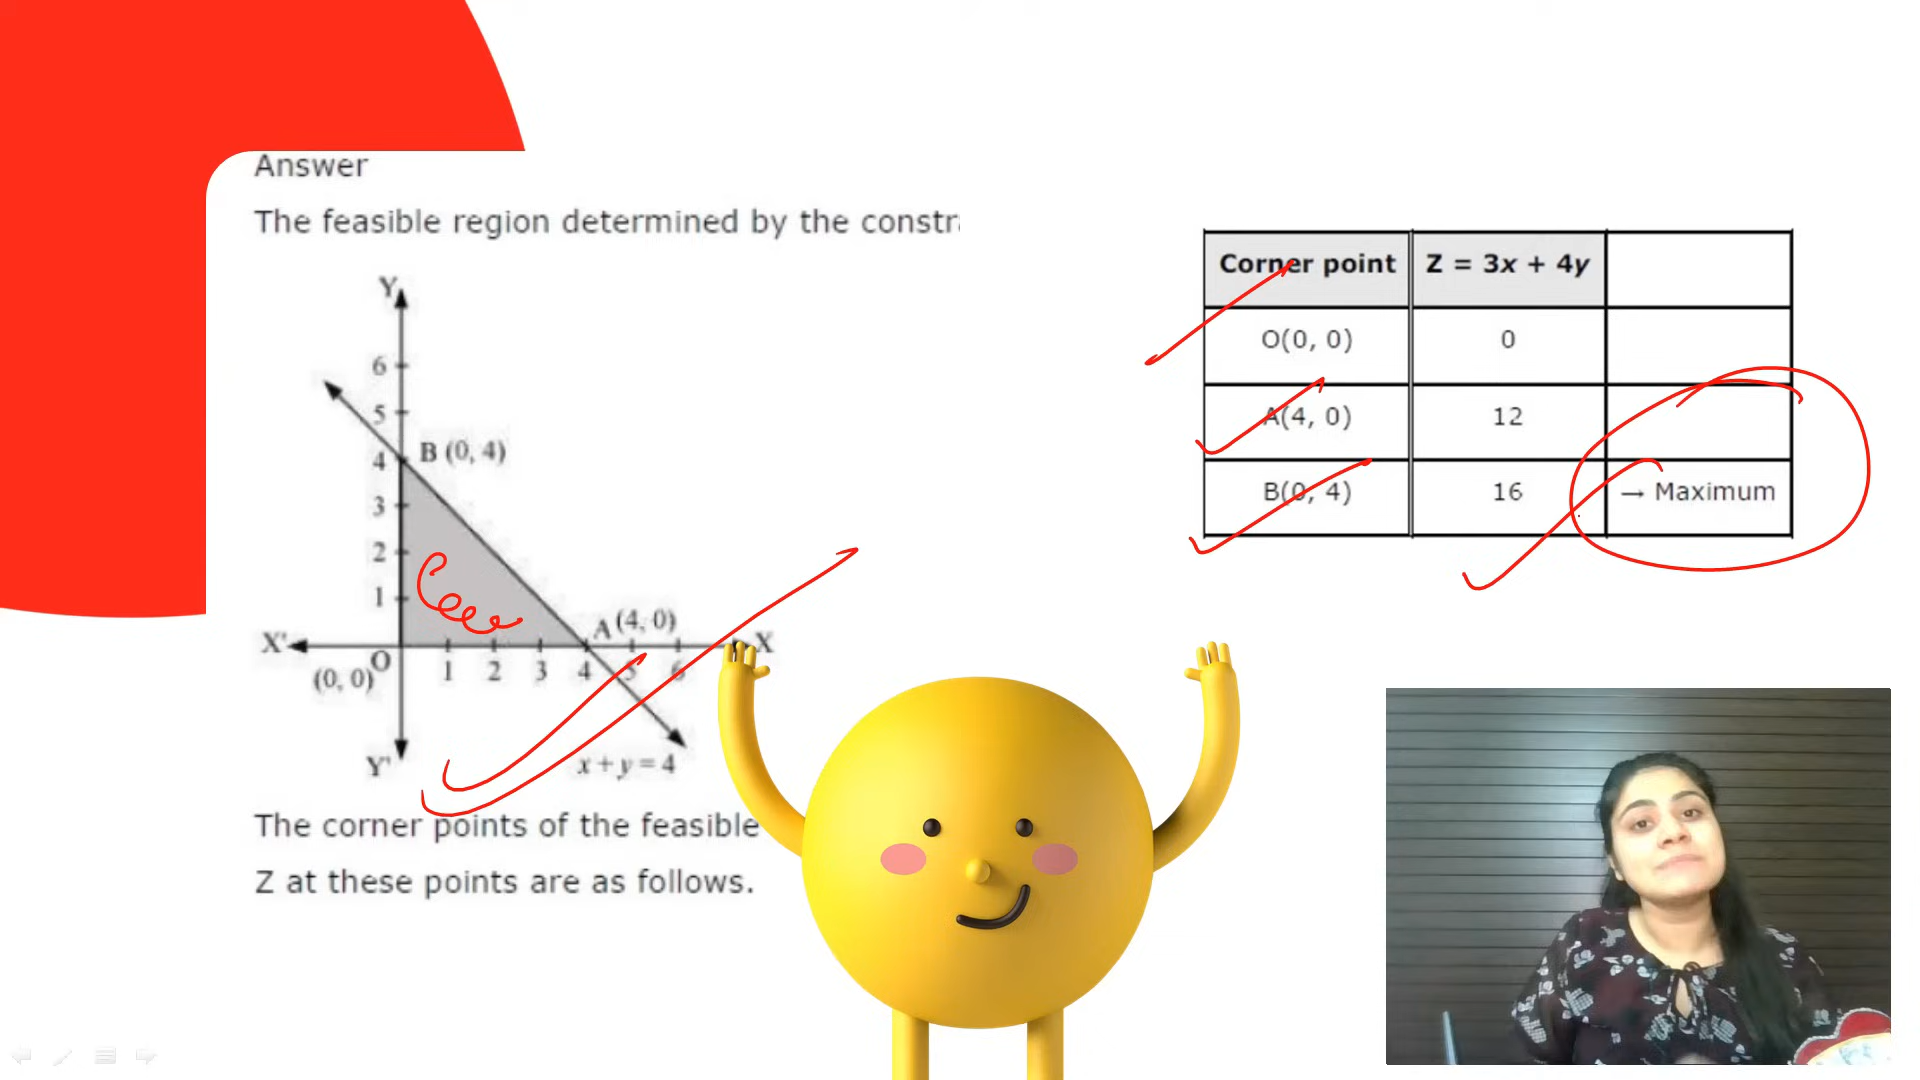 Answer
The feasible region determined by the constr
Y
6
5
4
3
2
1
B (0, 4)
A (4, 0)
X'
O
(0, 0)
1 2 3 4 5 6
X
Y'
x + y = 4
The corner points of the feasible
Z at these points are as follows.
Corner point Z = 3x + 4y
O(0, 0) 0
A(4, 0) 12
B(0, 4) 16 → Maximum